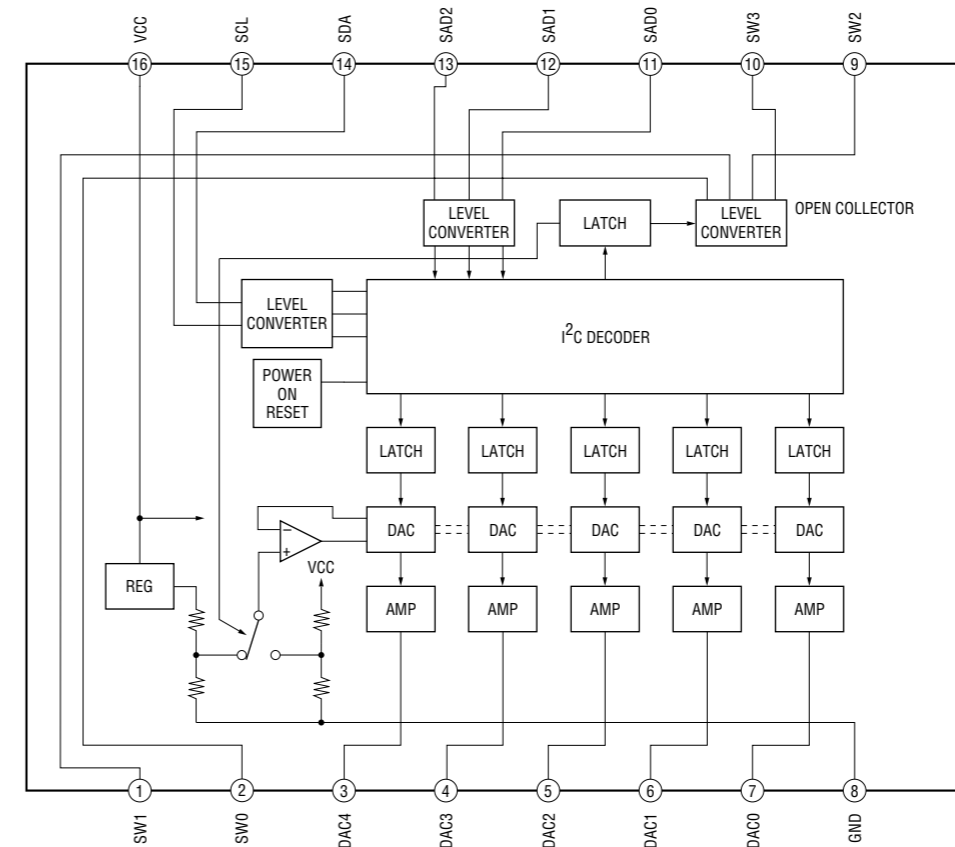 VCC
SCL
SDA
SAD2
SAD1
SAD0
SW3
SW2
16
15
14
13
12
11
10
9
LEVEL
CONVERTER
LATCH
LEVEL
CONVERTER
OPEN COLLECTOR
LEVEL
CONVERTER
I²C DECODER
POWER
ON
RESET
LATCH
LATCH
LATCH
LATCH
LATCH
DAC
DAC
DAC
DAC
DAC
−
+
VCC
REG
AMP
AMP
AMP
AMP
AMP
1
2
3
4
5
6
7
8
SW1
SW0
DAC4
DAC3
DAC2
DAC1
DAC0
GND